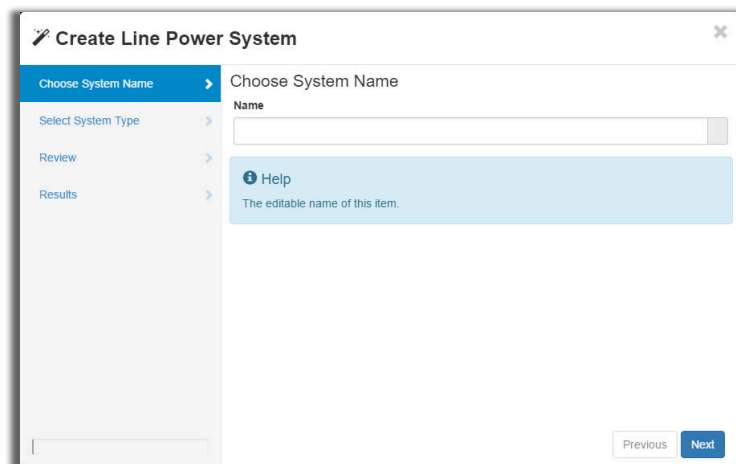 Create Line Power System
Choose System Name
Select System Type
Review
Results
Choose System Name
Name
Help
The editable name of this item.
Previous
Next